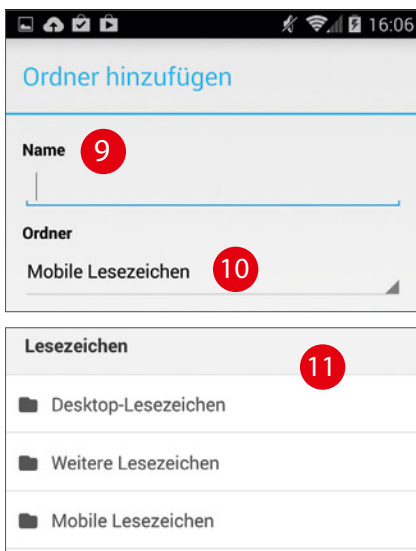 16:06
Ordner hinzufügen
Name 9
Ordner
Mobile Lesezeichen 10
Lesezeichen
11
Desktop-Lesezeichen
Weitere Lesezeichen
Mobile Lesezeichen